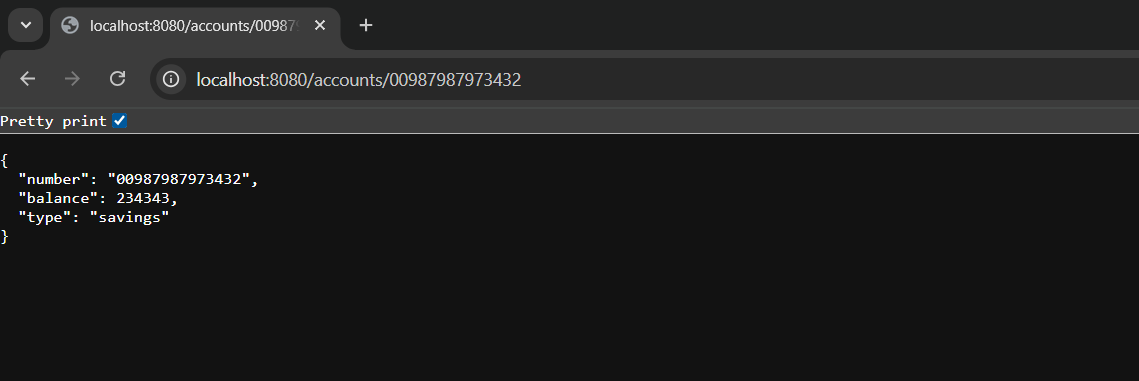 localhost:8080/accounts/00987
localhost:8080/accounts/00987987973432
Pretty print
{
  "number": "00987987973432",
  "balance": 234343,
  "type": "savings"
}